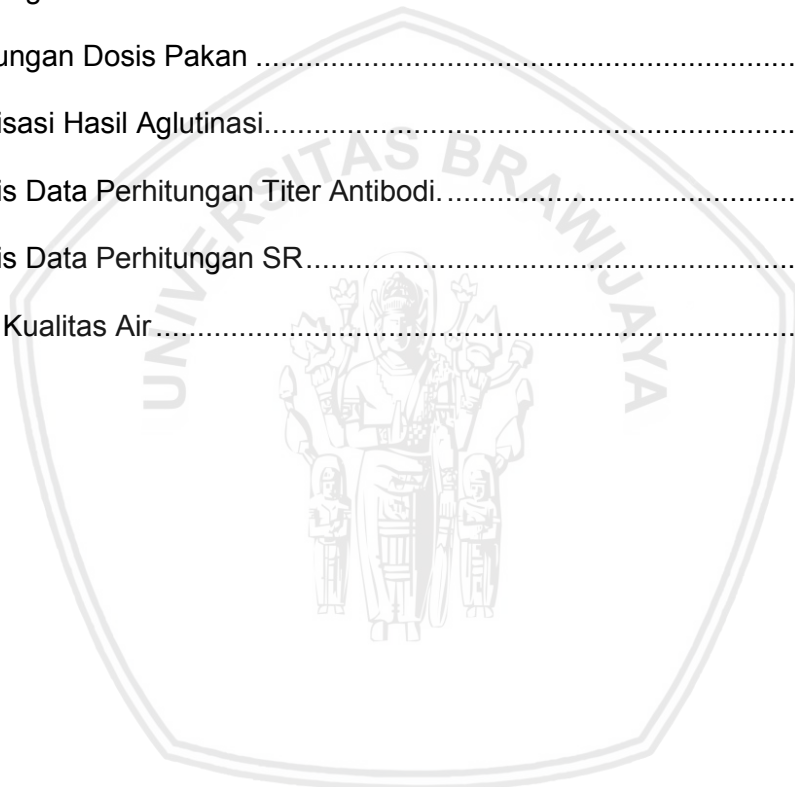 ungan Dosis Pakan ........................................................................
isasi Hasil Aglutinasi.......................................................................
is Data Perhitungan Titer Antibodi. ...............................................
is Data Perhitungan SR.................................................................
Kualitas Air ....................................................................................
UNIVERSITAS BRAWIJAYA